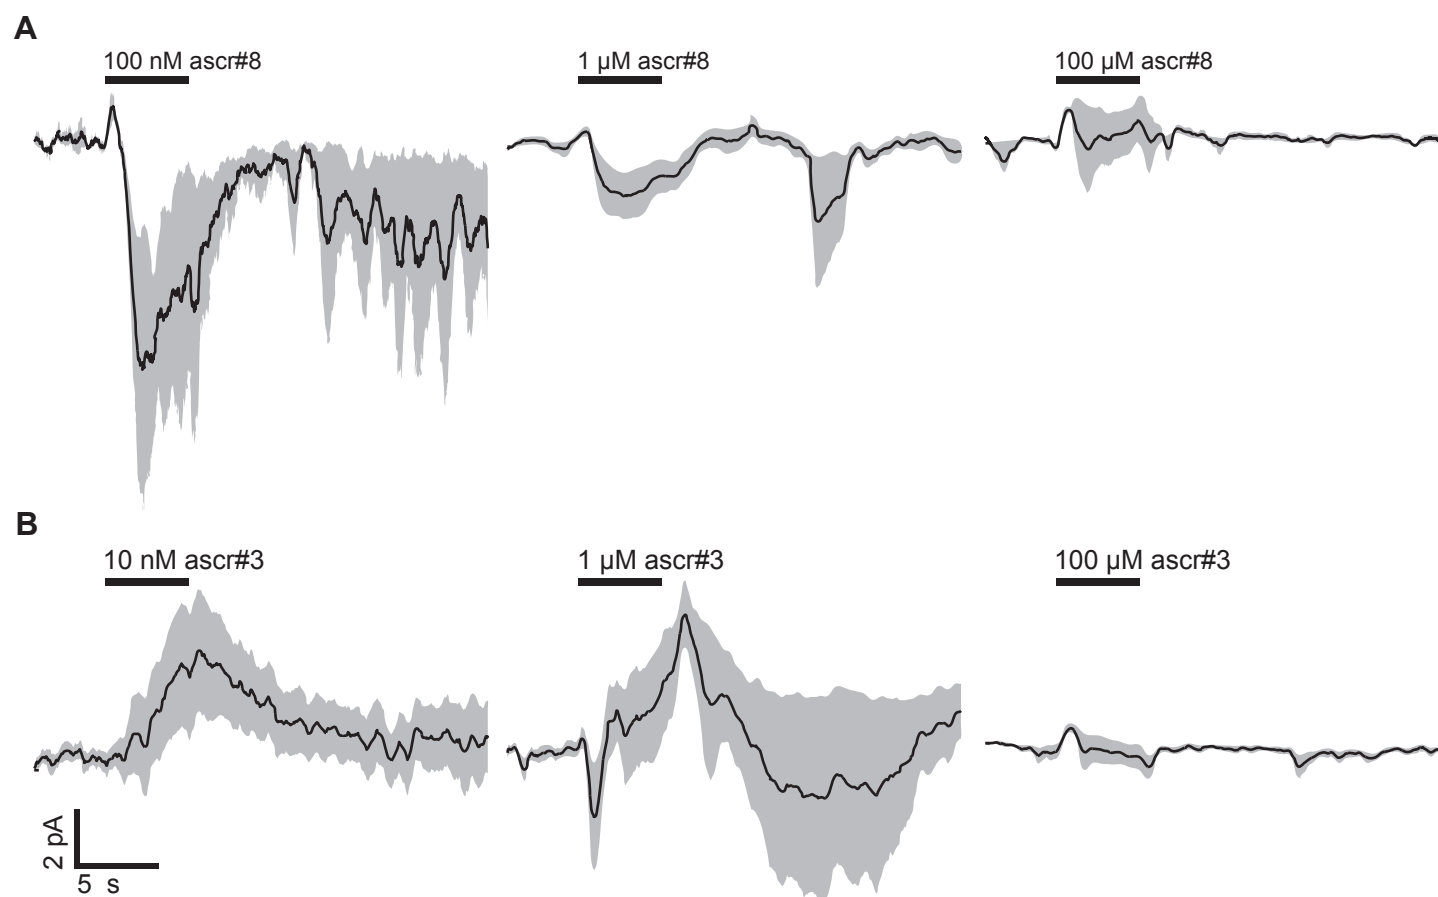 A
100 nM ascr#8
1 µM ascr#8
100 µM ascr#8
B
10 nM ascr#3
1 µM ascr#3
100 µM ascr#3
2 pA
5 s